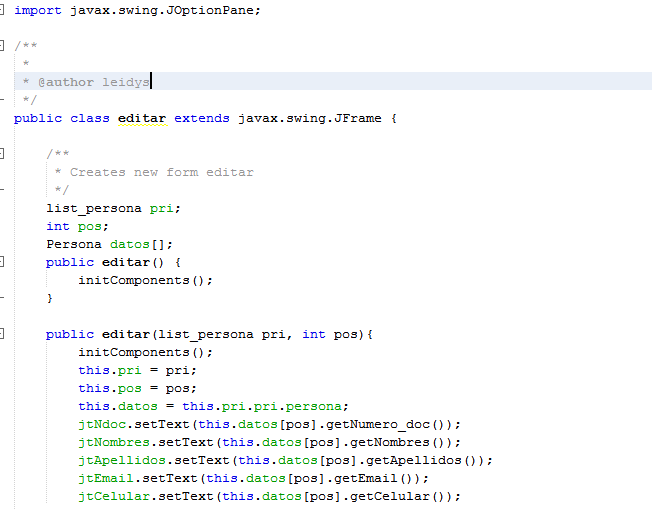 import javax.swing.JOptionPane;
/**
 *
 * @author leidys
 */
public class editar extends javax.swing.JFrame {
    /**
     * Creates new form editar
     */
    list_persona pri;
    int pos;
    Persona datos[];
    public editar() {
        initComponents();
    }
    public editar(list_persona pri, int pos){
        initComponents();
        this.pri = pri;
        this.pos = pos;
        this.datos = this.pri.pri.persona;
        jtNdoc.setText(this.datos[pos].getNumero_doc());
        jtNombres.setText(this.datos[pos].getNombres());
        jtApellidos.setText(this.datos[pos].getApellidos());
        jtEmail.setText(this.datos[pos].getEmail());
        jtCelular.setText(this.datos[pos].getCelular());